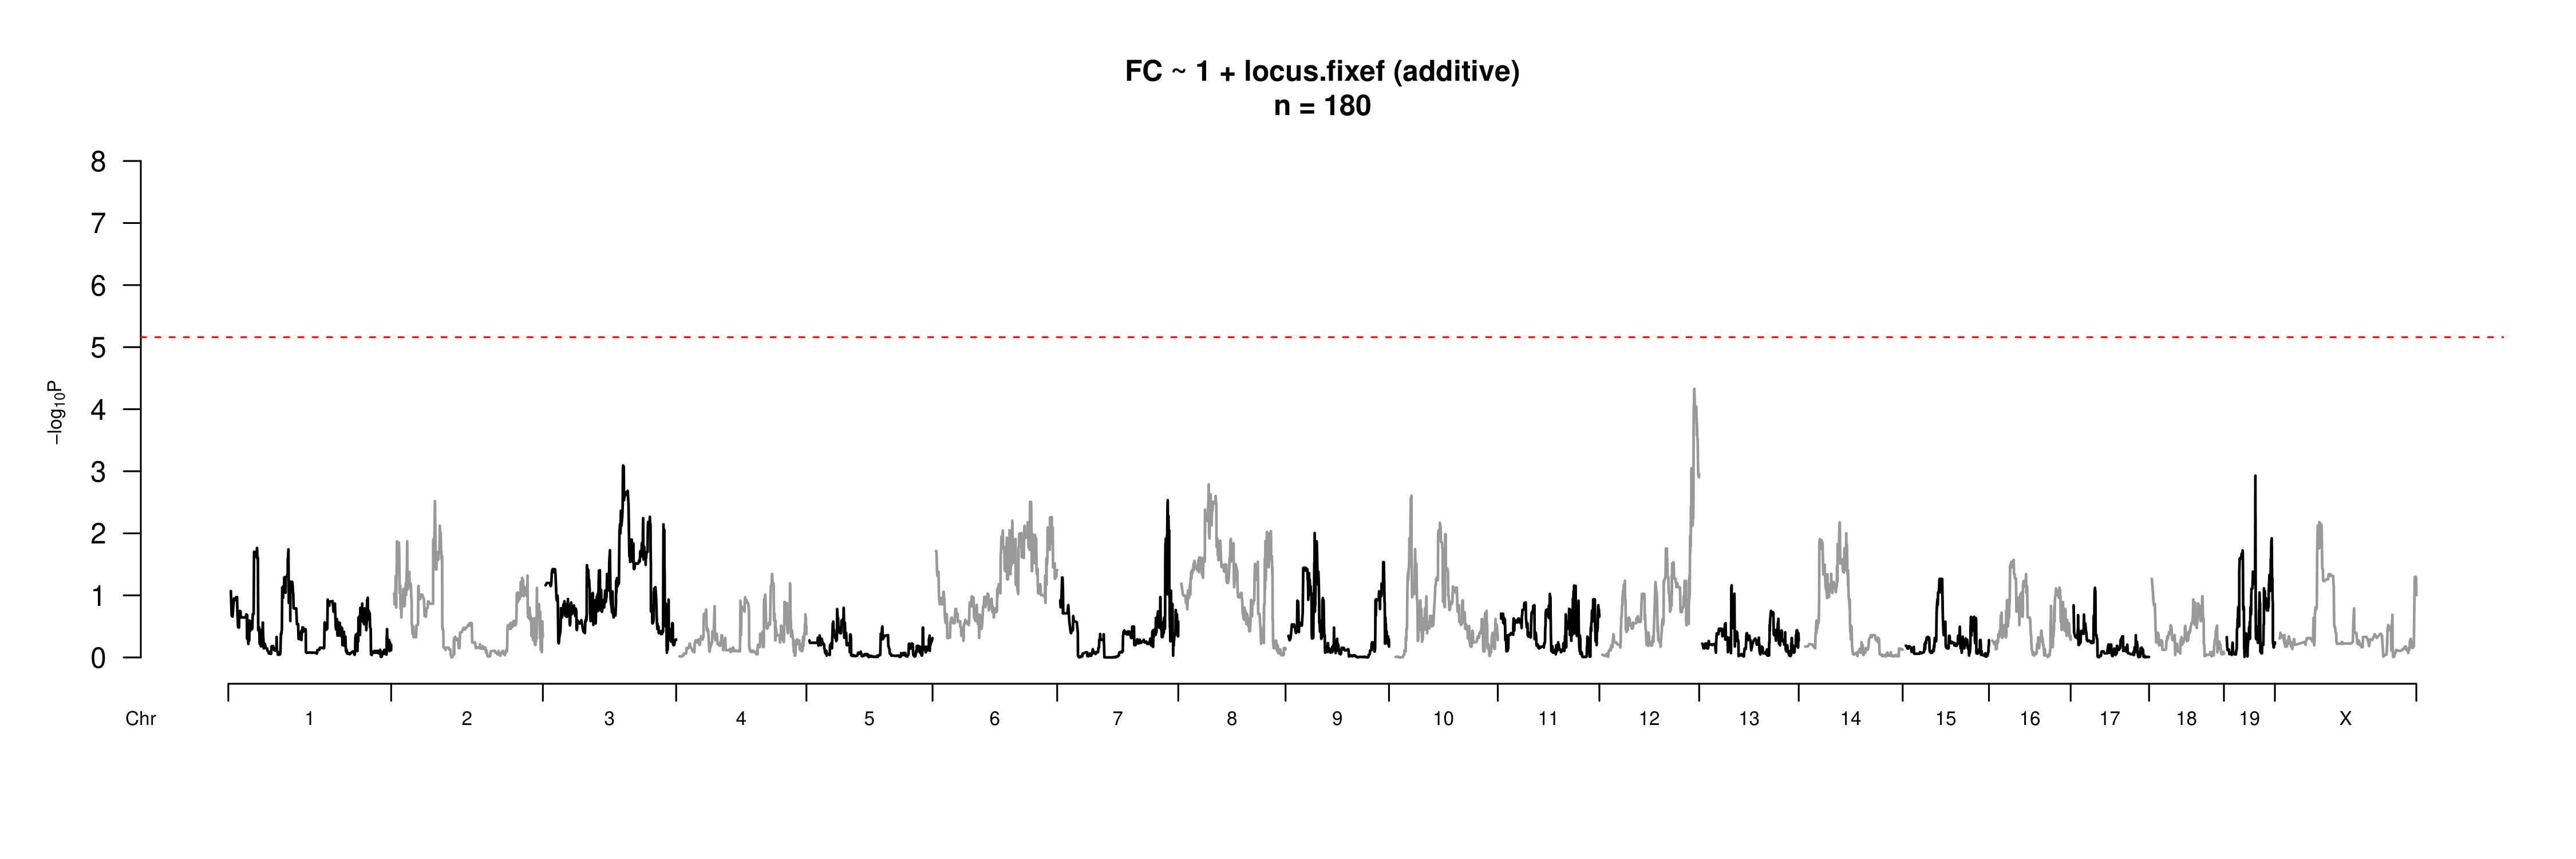 FC ~ 1 + locus.fixef (additive)
n = 180
8
7
6
5
4
3
2
1
0
−log₁₀P
Chr 1 2 3 4 5 6 7 8 9 10 11 12 13 14 15 16 17 18 19 X